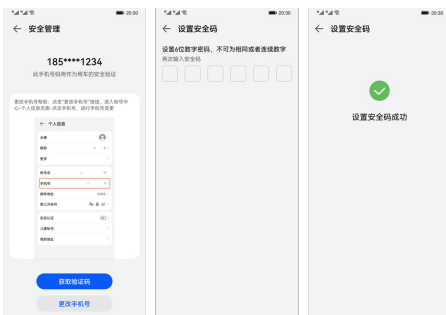 20:30
安全管理
185****1234
此手机号码将作为用车的安全验证
更改手机号帮助：点击“更改手机号”按钮，进入帐号中
心-个人信息页面-点击手机号，进行手机号变更
个人信息
头像
昵称
更多
帐号名
手机号
邮寄地址
第三方帐号
实名认证
儿童帐号
我的地址
获取验证码
更改手机号
20:30
设置安全码
设置6位数字密码，不可为相同或者连续数字
再次输入安全码
20:30
设置安全码
设置安全码成功